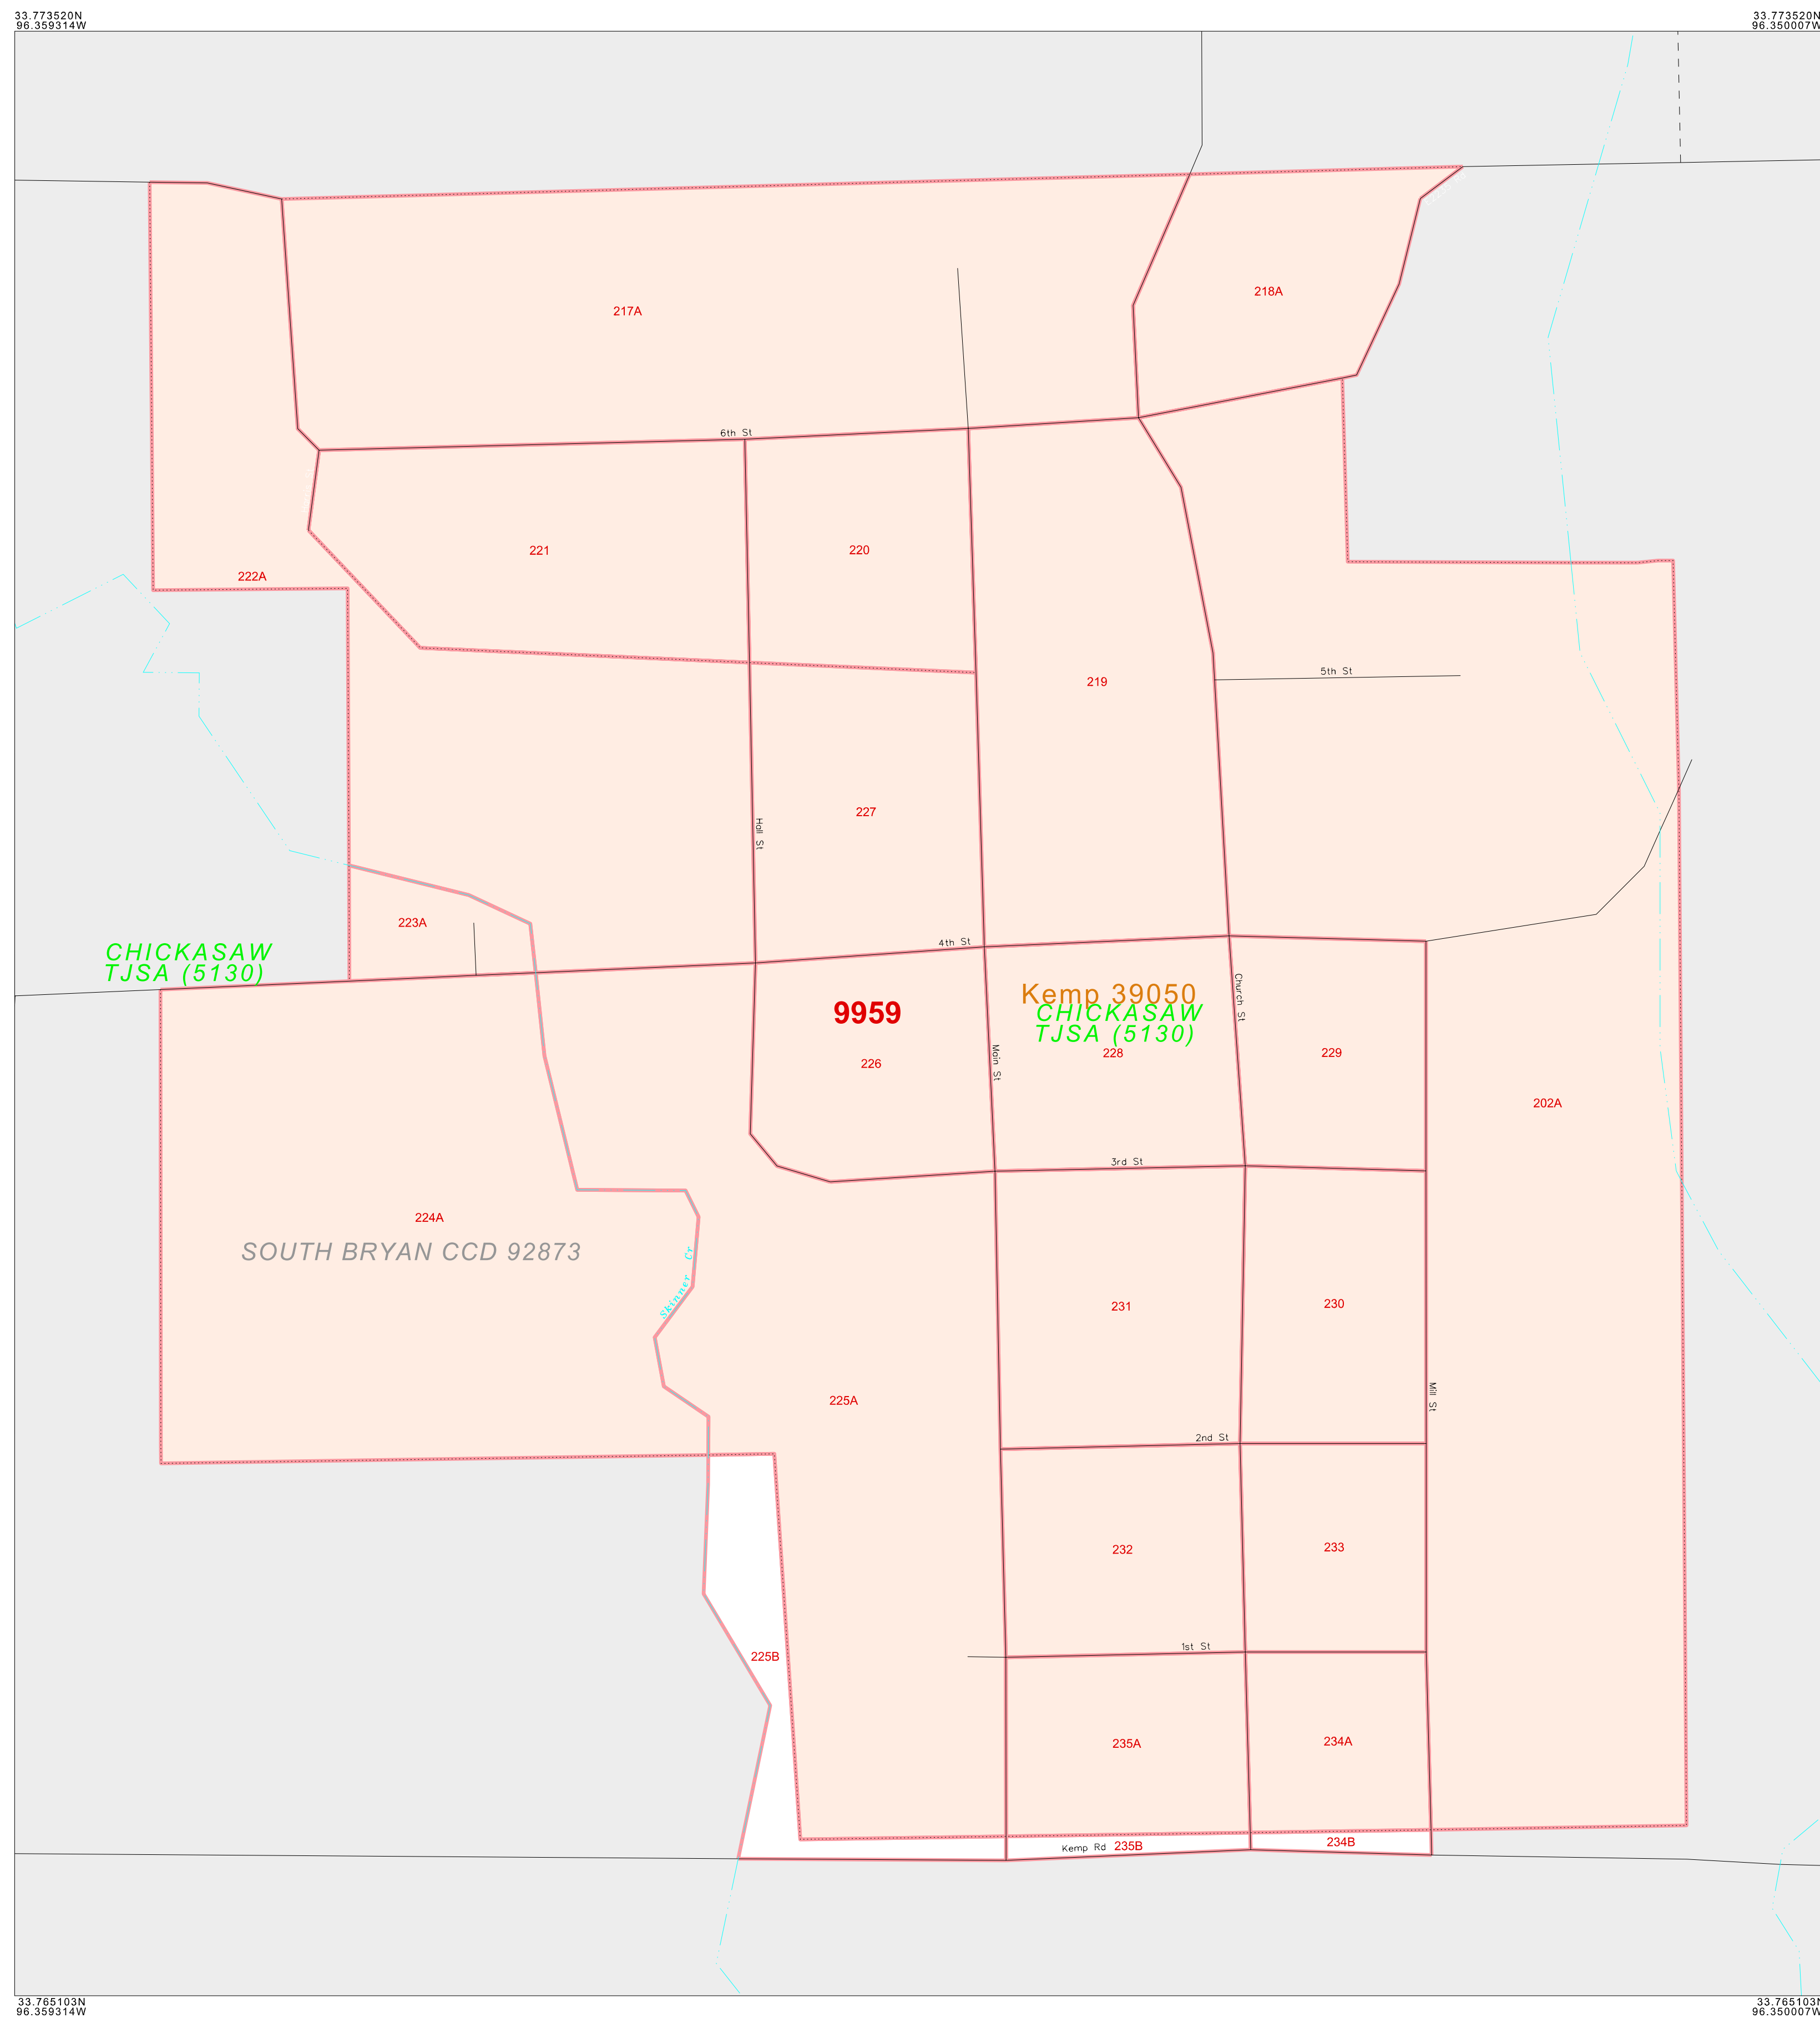 33.773520N
96.359314W
33.773520N
96.350007W
218A
217A
6th St
221
220
222A
5th St
219
227
Hall St
223A
4th St
CHICKASAW
TJSA (5130)
Church St
Kemp 39050
CHICKASAW
TJSA (5130)
9959
Main St
226
228
229
202A
3rd St
224A
SOUTH BRYAN CCD 92873
Skinner Cr
231
230
Mill St
225A
2nd St
232
233
1st St
225B
235A
234A
Kemp Rd
235B
234B
33.765103N
96.359314W
33.765103N
96.350007W